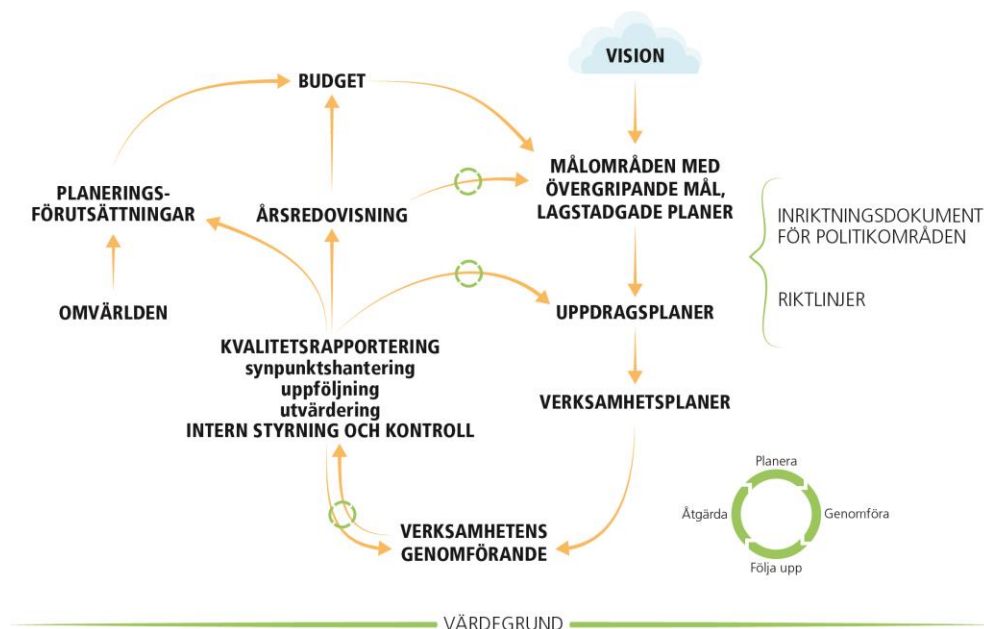 VISION
BUDGET
MÅLOMRÅDEN MED
ÖVERGRIPANDE MÅL,
LAGSTADGADE PLANER
PLANERINGS-
FÖRUTSÄTTNINGAR
ÅRSREDOVISNING
INRIKTNINGSDOKUMENT
FÖR POLITIKOMRÅDEN
RIKTLINJER
OMVÄRLDEN
UPPDRAGSPLANER
KVALITETSRAPPORTERING
synpunktshantering
uppföljning
utvärdering
INTERN STYRNING OCH KONTROLL
VERKSAMHETSPLANER
VERKSAMHETENS
GENOMFÖRANDE
Planera
Åtgärda
Genomföra
Följa upp
VÄRDEGRUND